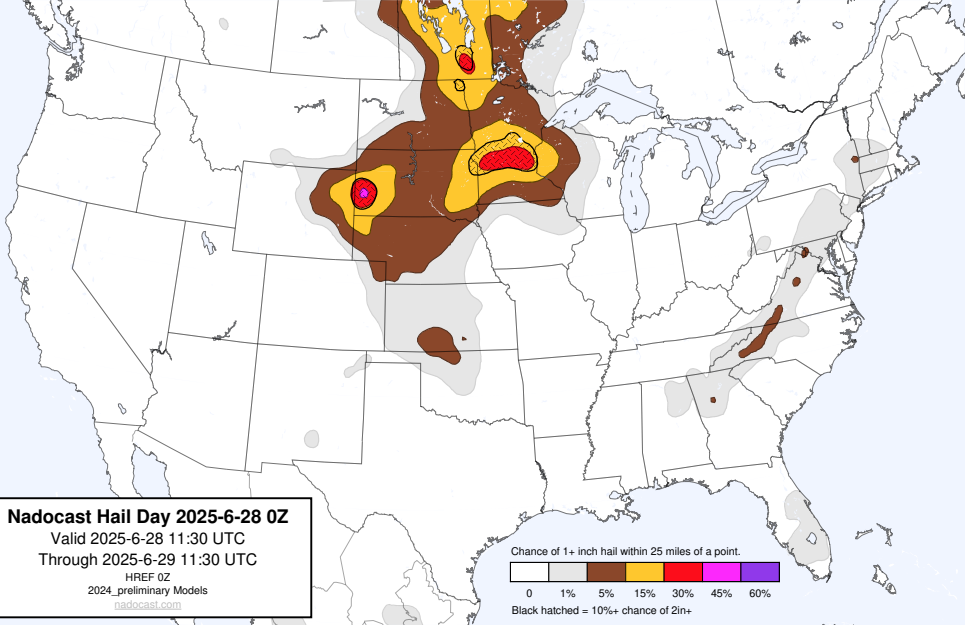 Nadocast Hail Day 2025-6-28 0Z
Valid 2025-6-28 11:30 UTC
Through 2025-6-29 11:30 UTC
HREF 0Z
2024_preliminary Models
nadocast.com
Chance of 1+ inch hail within 25 miles of a point.
0 1% 5% 15% 30% 45% 60%
Black hatched = 10%+ chance of 2in+